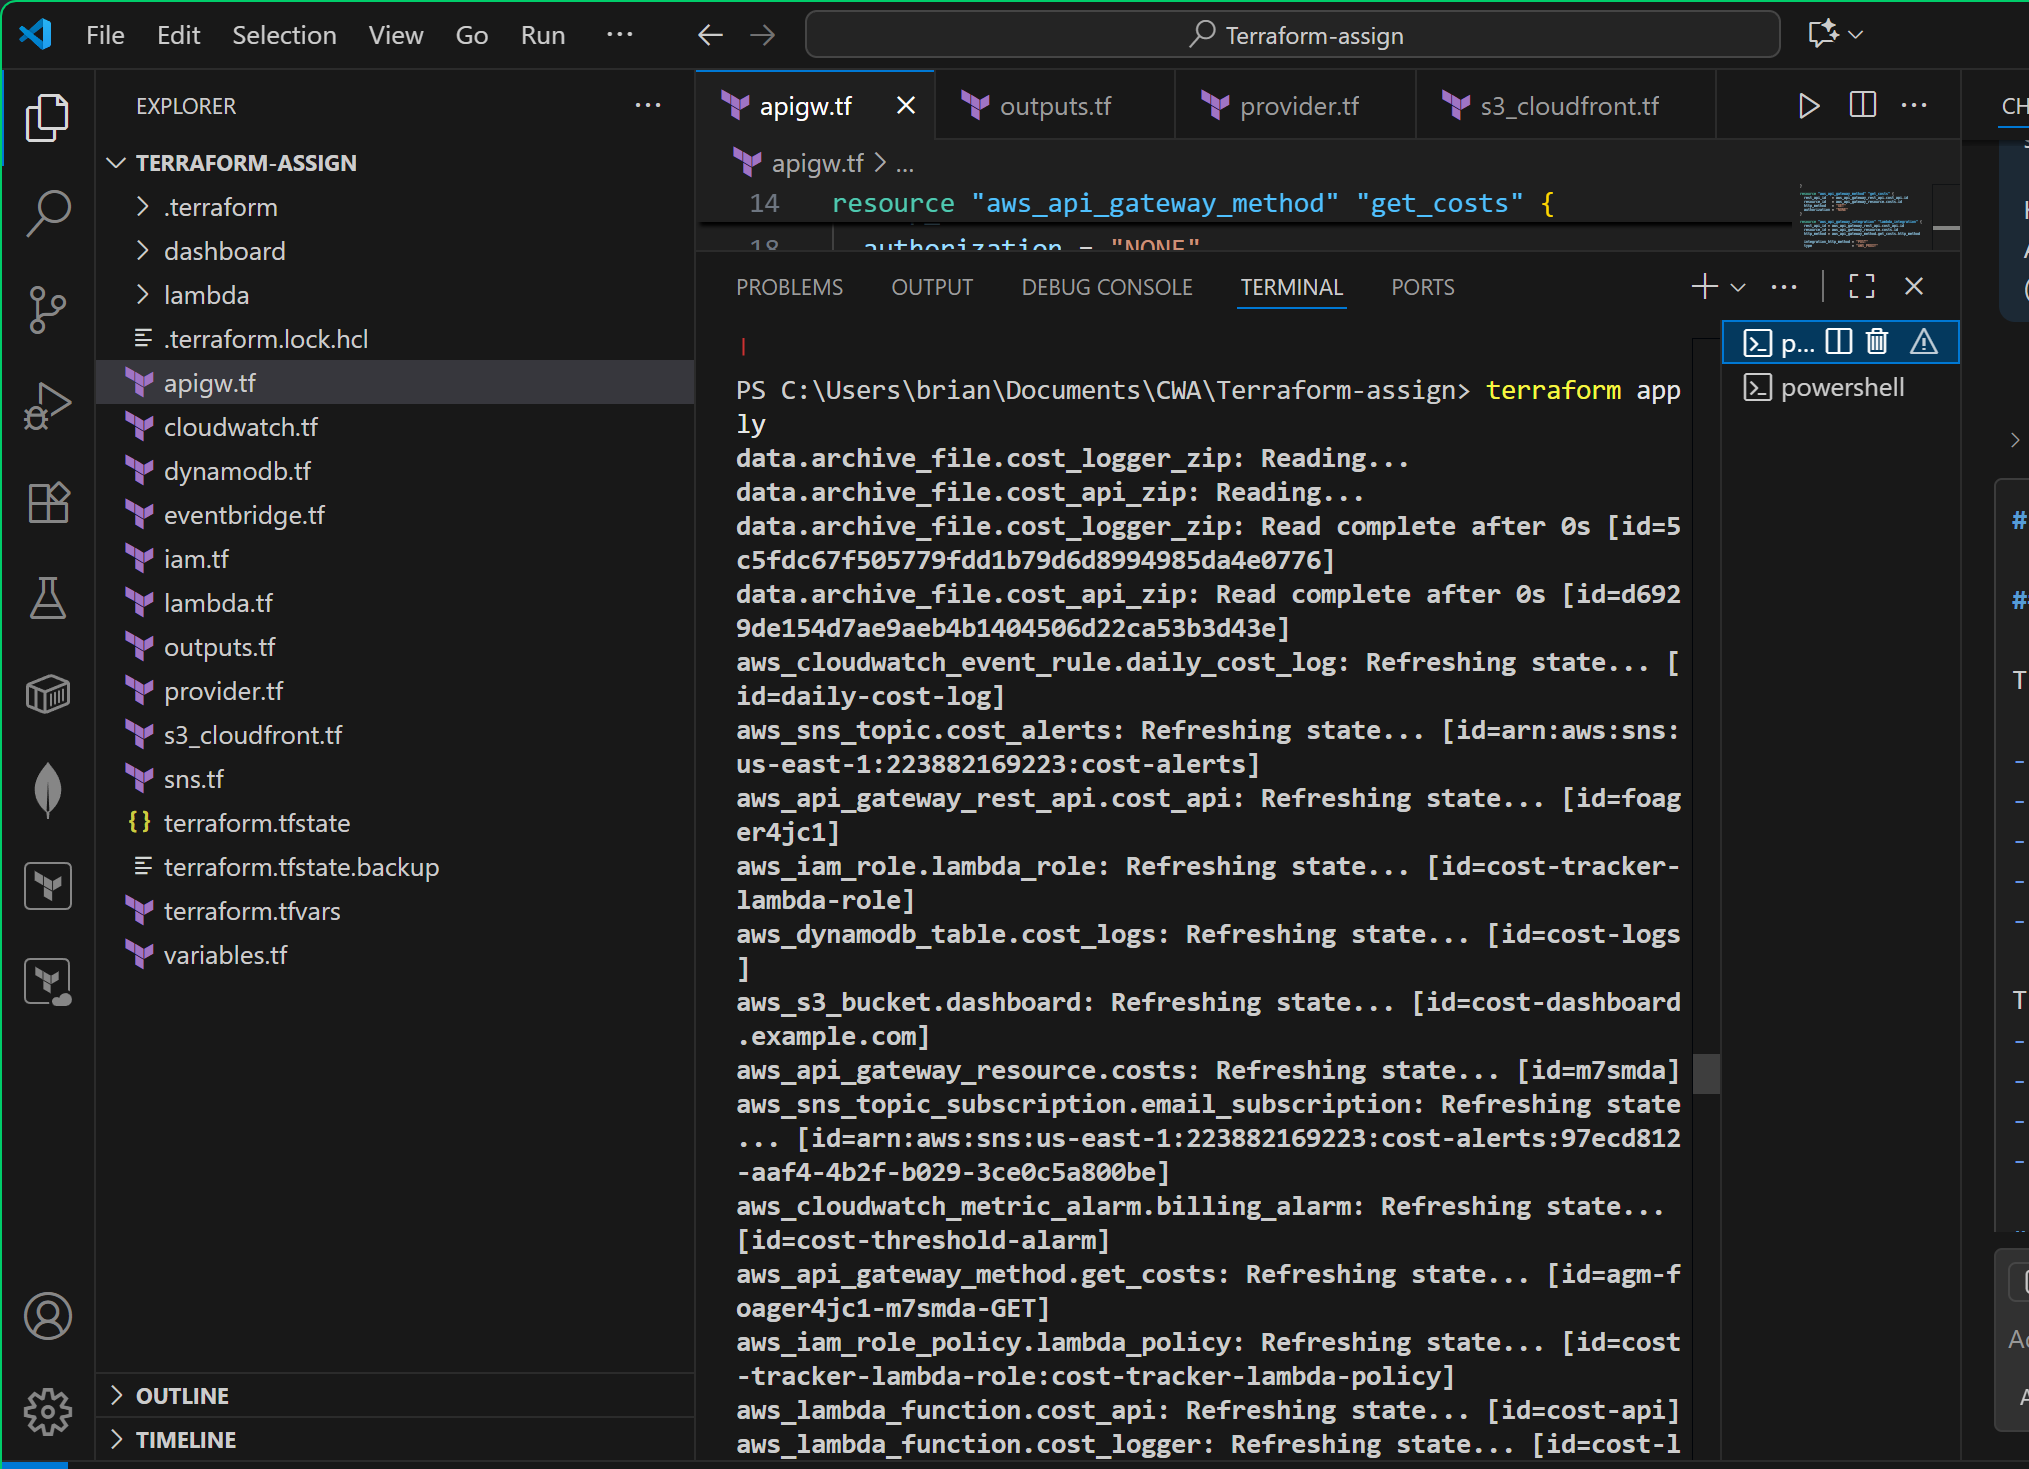 File Edit Selection View Go Run ···
Terraform-assign
EXPLORER
TERRAFORM-ASSIGN
.terraform
dashboard
lambda
.terraform.lock.hcl
apigw.tf
cloudwatch.tf
dynamodb.tf
eventbridge.tf
iam.tf
lambda.tf
outputs.tf
provider.tf
s3_cloudfront.tf
sns.tf
terraform.tfstate
terraform.tfstate.backup
terraform.tfvars
variables.tf
OUTLINE
TIMELINE
apigw.tf outputs.tf provider.tf s3_cloudfront.tf
apigw.tf > ...
14 resource "aws_api_gateway_method" "get_costs" {
18 authorization = "NONE"
PROBLEMS OUTPUT DEBUG CONSOLE TERMINAL PORTS
PS C:\Users\brian\Documents\CWA\Terraform-assign> terraform app
ly
data.archive_file.cost_logger_zip: Reading...
data.archive_file.cost_api_zip: Reading...
data.archive_file.cost_logger_zip: Read complete after 0s [id=5
c5fdc67f505779fdd1b79d6d8994985da4e0776]
data.archive_file.cost_api_zip: Read complete after 0s [id=d692
9de154d7ae9aeb4b1404506d22ca53b3d43e]
aws_cloudwatch_event_rule.daily_cost_log: Refreshing state... [
id=daily-cost-log]
aws_sns_topic.cost_alerts: Refreshing state... [id=arn:aws:sns:
us-east-1:223882169223:cost-alerts]
aws_api_gateway_rest_api.cost_api: Refreshing state... [id=foag
er4jc1]
aws_iam_role.lambda_role: Refreshing state... [id=cost-tracker-
lambda-role]
aws_dynamodb_table.cost_logs: Refreshing state... [id=cost-logs
]
aws_s3_bucket.dashboard: Refreshing state... [id=cost-dashboard
.example.com]
aws_api_gateway_resource.costs: Refreshing state... [id=m7smda]
aws_sns_topic_subscription.email_subscription: Refreshing state
... [id=arn:aws:sns:us-east-1:223882169223:cost-alerts:97ecd812
-aaf4-4b2f-b029-3ce0c5a800be]
aws_cloudwatch_metric_alarm.billing_alarm: Refreshing state...
[id=cost-threshold-alarm]
aws_api_gateway_method.get_costs: Refreshing state... [id=agm-f
oager4jc1-m7smda-GET]
aws_iam_role_policy.lambda_policy: Refreshing state... [id=cost
-tracker-lambda-role:cost-tracker-lambda-policy]
aws_lambda_function.cost_api: Refreshing state... [id=cost-api]
aws_lambda_function.cost_logger: Refreshing state... [id=cost-l
p...
powershell
CH